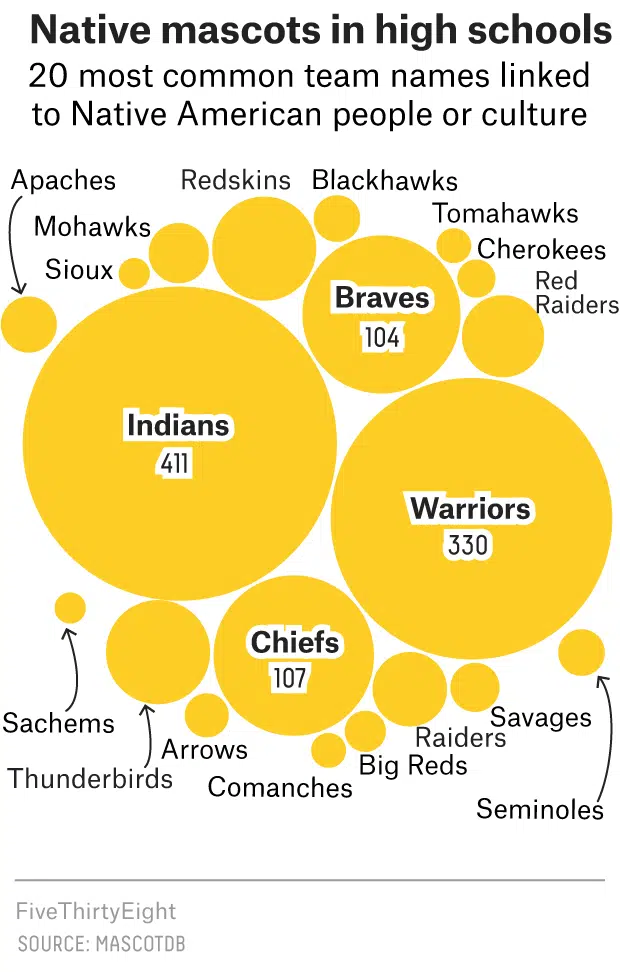 Native mascots in high schools
20 most common team names linked
to Native American people or culture
Apaches
Redskins
Blackhawks
Mohawks
Tomahawks
Sioux
Cherokees
Red
Raiders
Braves
104
Indians
411
Warriors
330
Chiefs
107
Sachems
Savages
Arrows
Raiders
Thunderbirds
Big Reds
Comanches
Seminoles
FiveThirtyEight
SOURCE: MASCOTDB